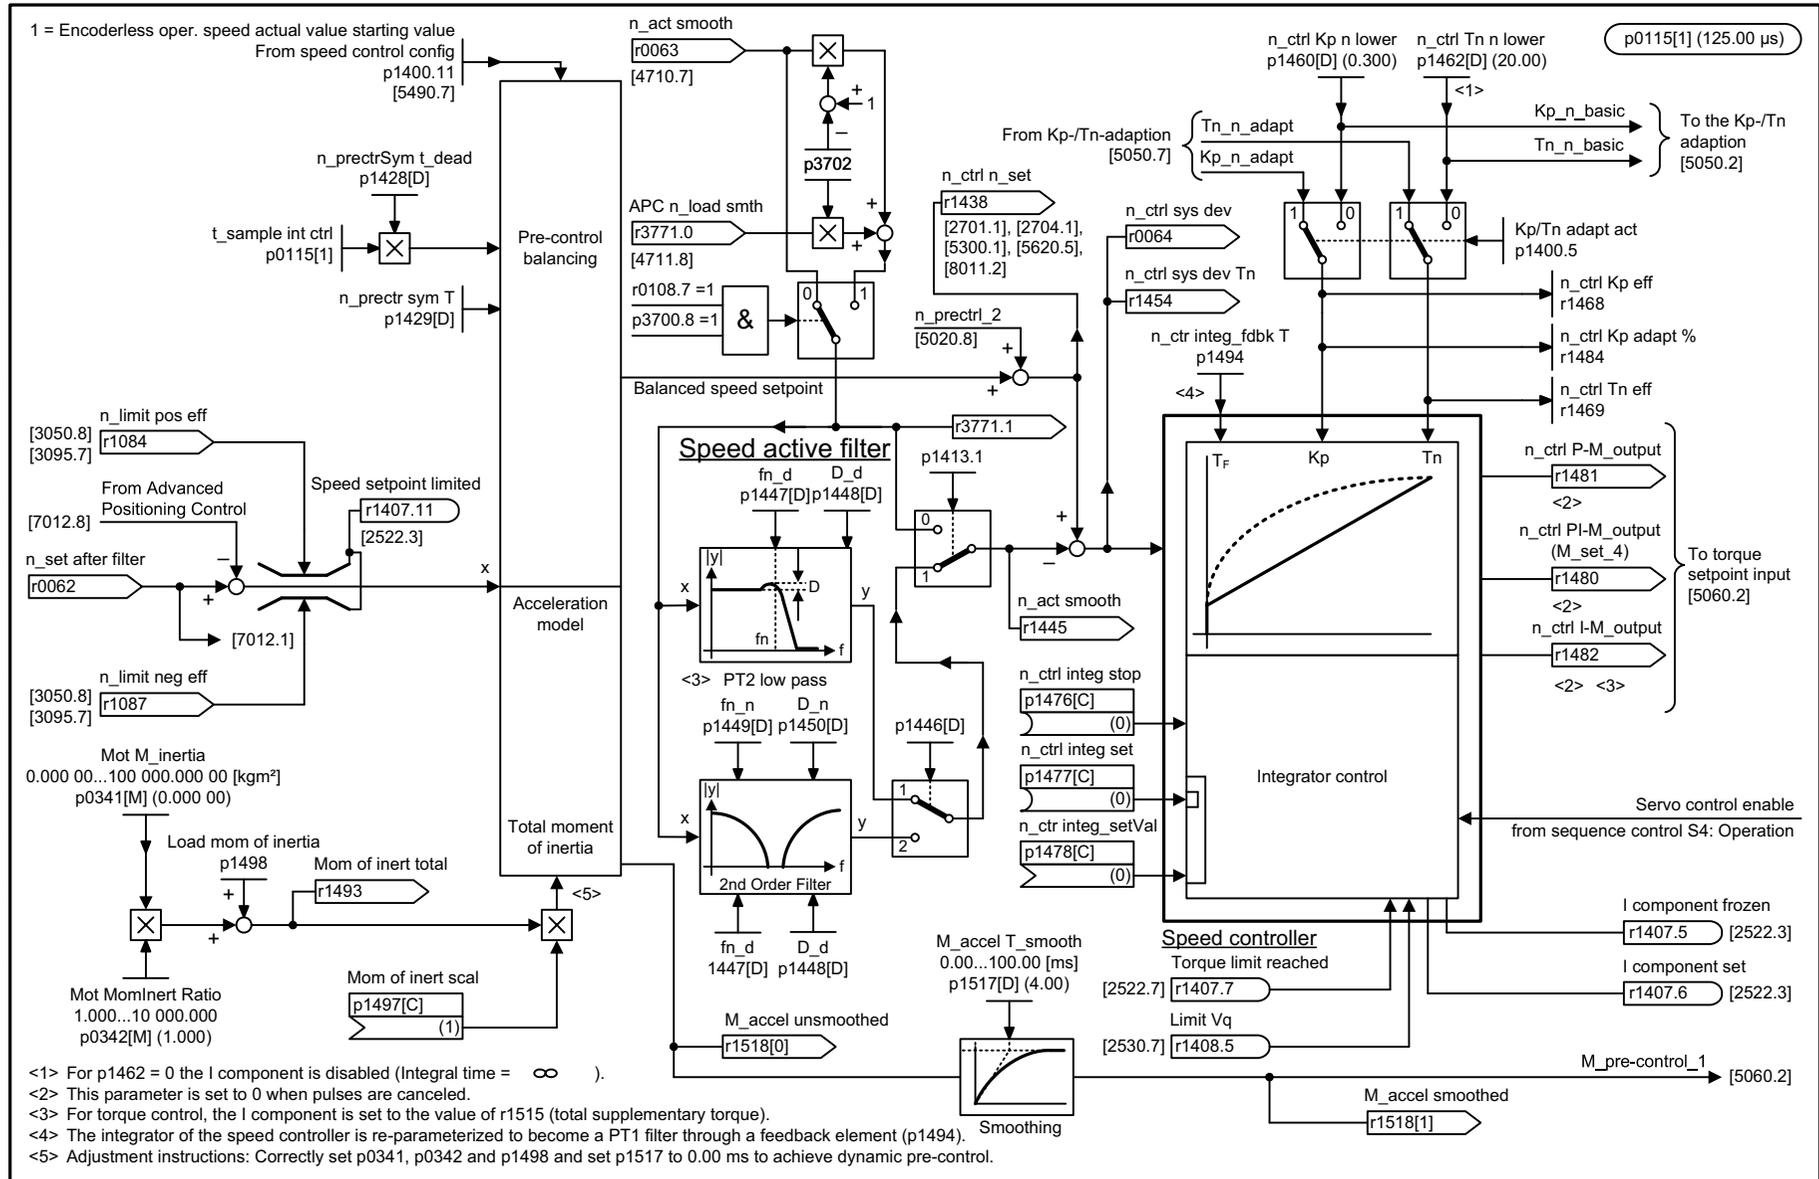 1 = Encoderless oper. speed actual value starting value
From speed control config
p1400.11
[5490.7]
n_prectrSym t_dead
p1428[D]
t_sample int ctrl
p0115[1]
n_prectr sym T
p1429[D]
Pre-control
balancing
n_act smooth
r0063
[4710.7]
+
1
−
p3702
APC n_load smth
r3771.0
[4711.8]
+
+
r0108.7 =1
p3700.8 =1
&
0
1
n_ctrl n_set
r1438
[2701.1], [2704.1],
[5300.1], [5620.5],
[8011.2]
n_prectrl_2
[5020.8]
+
+
Balanced speed setpoint
n_ctrl sys dev
r0064
n_ctrl sys dev Tn
r1454
n_ctrl Kp n lower
p1460[D] (0.300)
n_ctrl Tn n lower
p1462[D] (20.00)
<1>
p0115[1] (125.00 µs)
From Kp-/Tn-adaption
[5050.7]
Tn_n_adapt
Kp_n_adapt
Kp_n_basic
Tn_n_basic
To the Kp-/Tn
adaption
[5050.2]
1
0
1
0
Kp/Tn adapt act
p1400.5
n_ctrl Kp eff
r1468
n_ctrl Kp adapt %
r1484
n_ctrl Tn eff
r1469
n_ctr integ_fdbk T
p1494
<4>
n_limit pos eff
[3050.8]
[3095.7]
r1084
From Advanced
Positioning Control
[7012.8]
Speed setpoint limited
r1407.11
[2522.3]
n_set after filter
r0062
−
+
[7012.1]
x
n_limit neg eff
[3050.8]
[3095.7]
r1087
Acceleration
model
Total moment
of inertia
Speed active filter
fn_d
p1447[D]
D_d
p1448[D]
|y|
x
D
fn
f
y
<3> PT2 low pass
fn_n
p1449[D]
D_n
p1450[D]
|y|
x
f
y
2nd Order Filter
fn_d
1447[D]
D_d
p1448[D]
r3771.1
p1413.1
0
1
p1446[D]
1
2
+
−
n_act smooth
r1445
n_ctrl integ stop
p1476[C]
(0)
n_ctrl integ set
p1477[C]
(0)
n_ctr integ_setVal
p1478[C]
(0)
TF
Kp
Tn
Integrator control
Speed controller
n_ctrl P-M_output
r1481
<2>
n_ctrl PI-M_output
(M_set_4)
r1480
<2>
n_ctrl I-M_output
r1482
<2> <3>
To torque
setpoint input
[5060.2]
Servo control enable
from sequence control S4: Operation
I component frozen
r1407.5
[2522.3]
I component set
r1407.6
[2522.3]
Torque limit reached
[2522.7]
r1407.7
Limit Vq
[2530.7]
r1408.5
Mot M_inertia
0.000 00...100 000.000 00 [kgm²]
p0341[M] (0.000 00)
Load mom of inertia
p1498
+
+
Mom of inert total
r1493
<5>
Mot MomInert Ratio
1.000...10 000.000
p0342[M] (1.000)
Mom of inert scal
p1497[C]
(1)
M_accel unsmoothed
r1518[0]
M_accel T_smooth
0.00...100.00 [ms]
p1517[D] (4.00)
Smoothing
M_pre-control_1
[5060.2]
M_accel smoothed
r1518[1]
<1> For p1462 = 0 the I component is disabled (Integral time = ∞ ).
<2> This parameter is set to 0 when pulses are canceled.
<3> For torque control, the I component is set to the value of r1515 (total supplementary torque).
<4> The integrator of the speed controller is re-parameterized to become a PT1 filter through a feedback element (p1494).
<5> Adjustment instructions: Correctly set p0341, p0342 and p1498 and set p1517 to 0.00 ms to achieve dynamic pre-control.